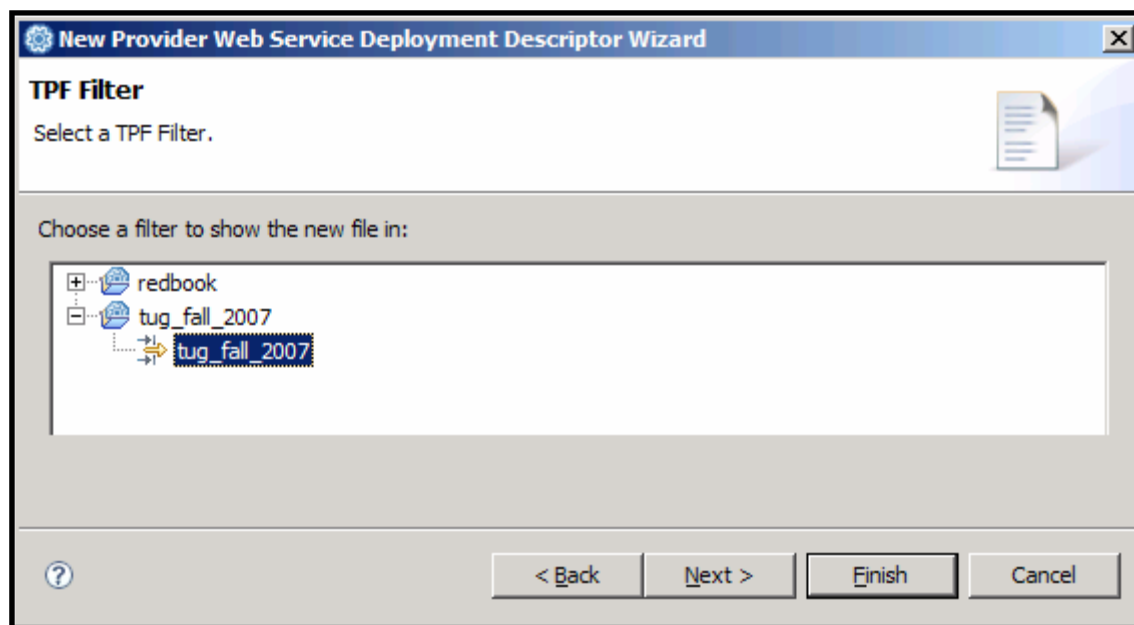 New Provider Web Service Deployment Descriptor Wizard
TPF Filter
Select a TPF Filter.
Choose a filter to show the new file in:
redbook
tug_fall_2007
tug_fall_2007
? < Back Next > Finish Cancel